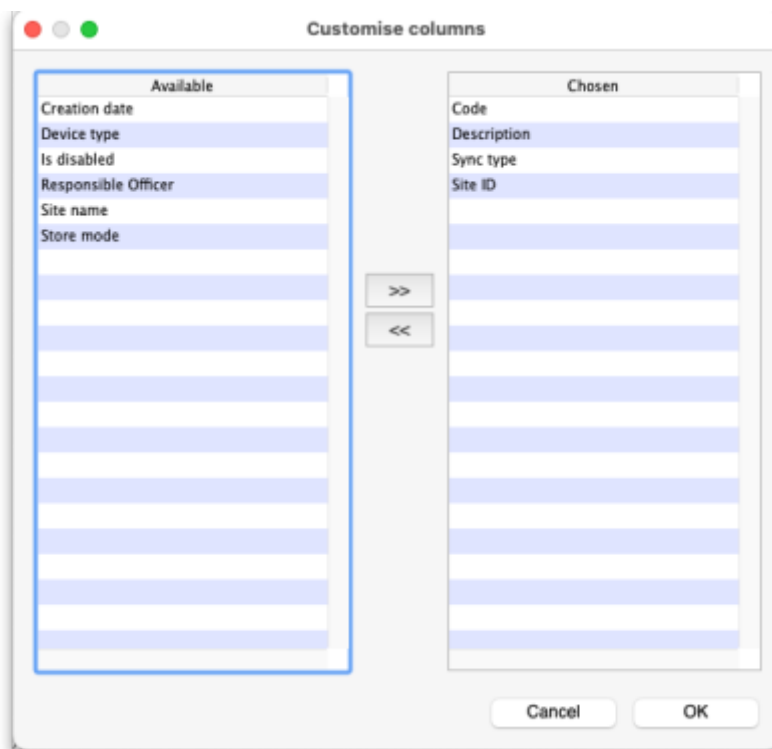 Customise columns
Available
Creation date
Device type
Is disabled
Responsible Officer
Site name
Store mode
>>
<<
Chosen
Code
Description
Sync type
Site ID
Cancel
OK